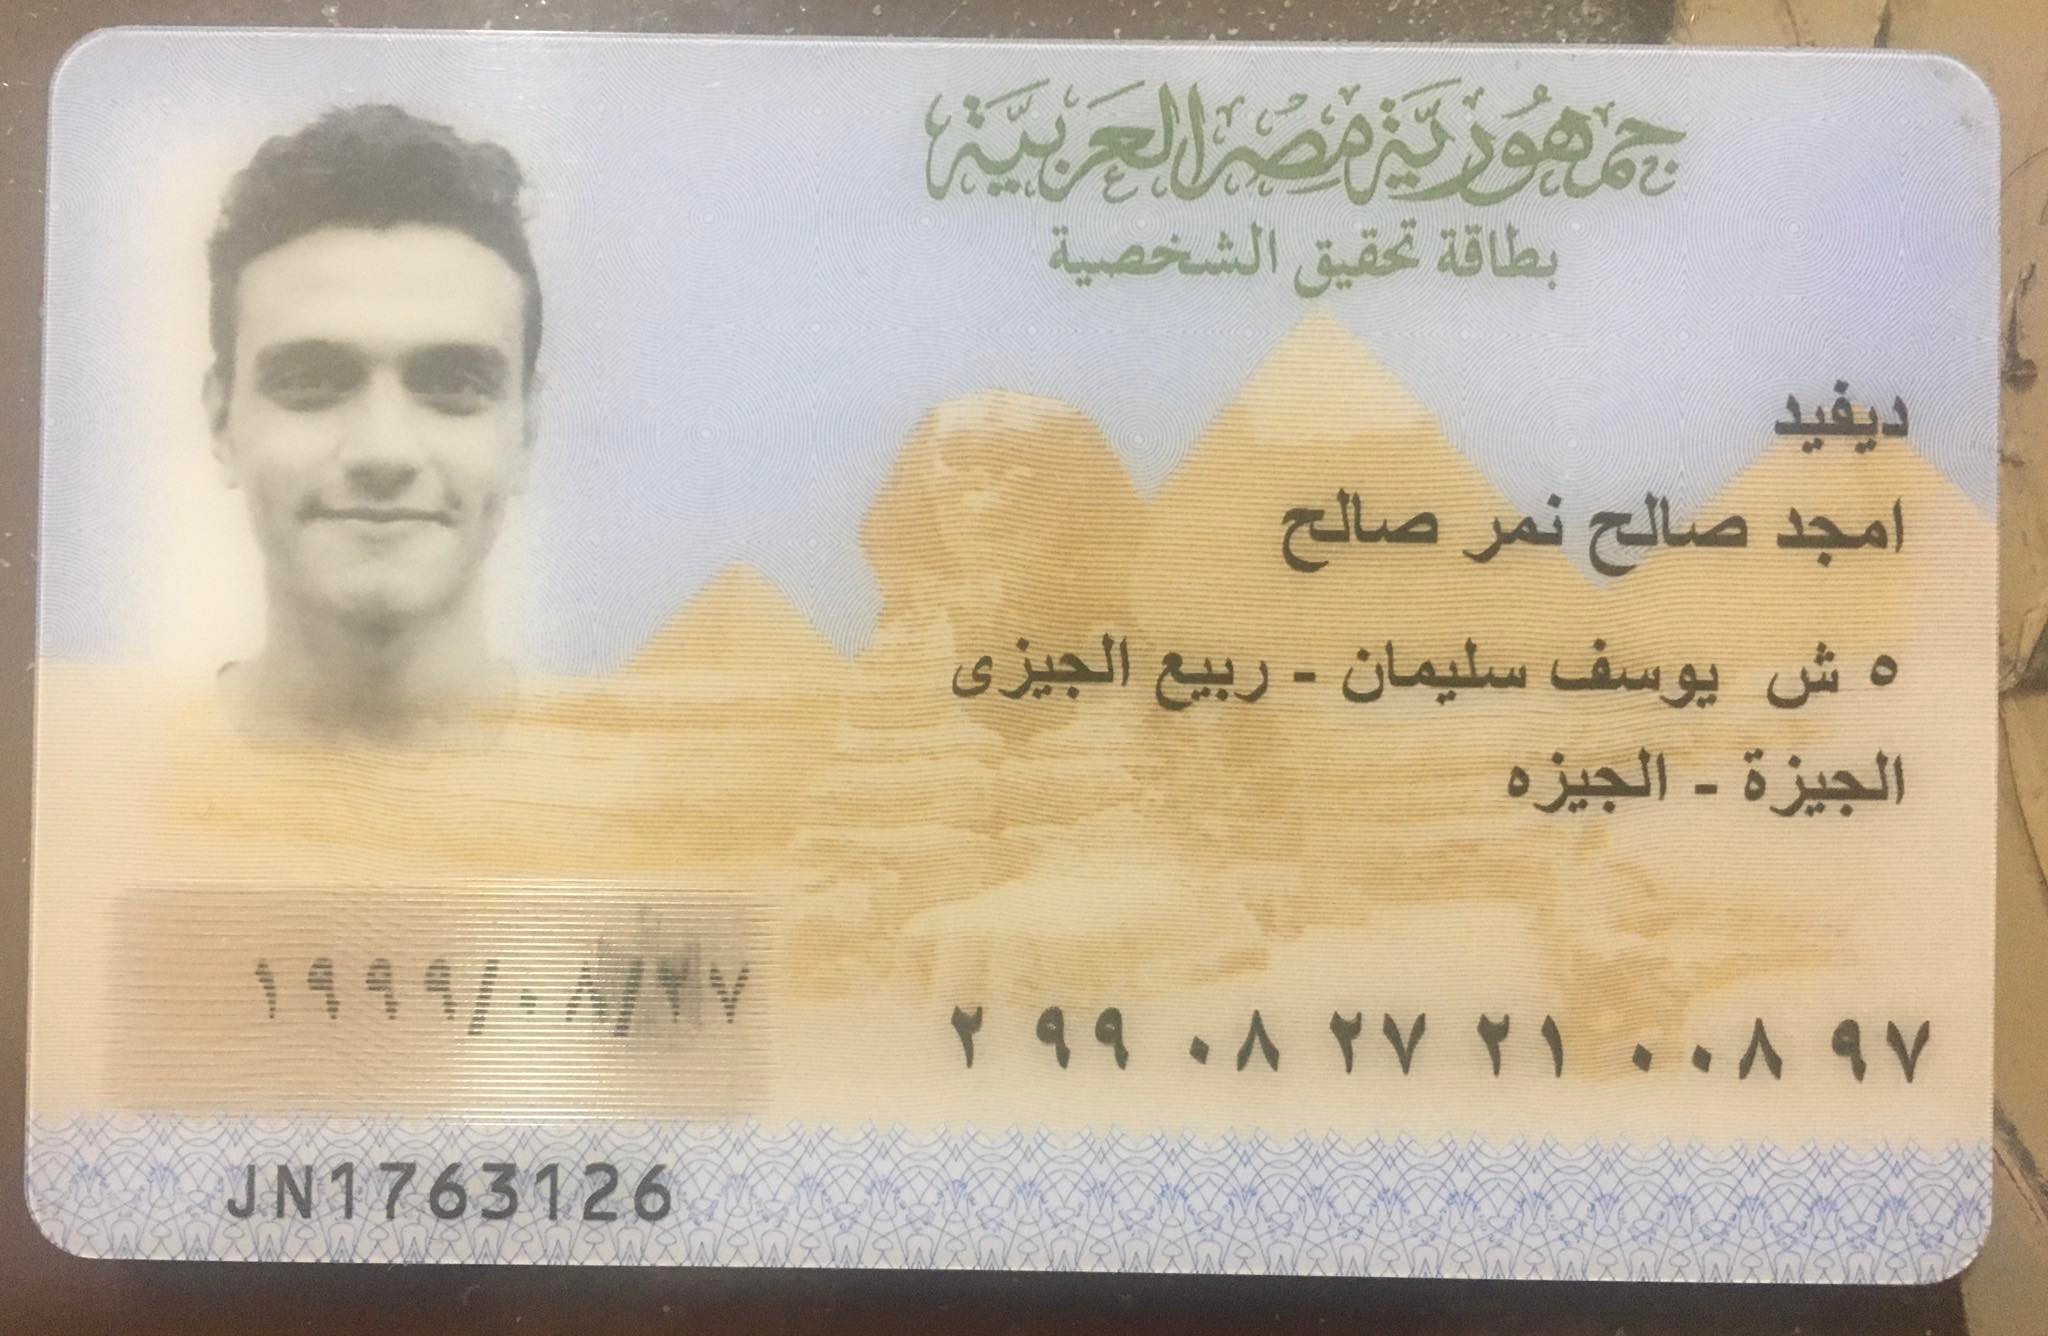 جمهورية مصر العربية
بطاقة تحقيق الشخصية
ديفيد
امجد صالح نمر صالح
٥ ش يوسف سليمان - ربيع الجيزى
الجيزة - الجيزه
١٩٩٩/٠٨/٢٧
٢ ٩٩ ٠٨ ٢٧ ٢١ ٠٠٨ ٩٧
JN1763126